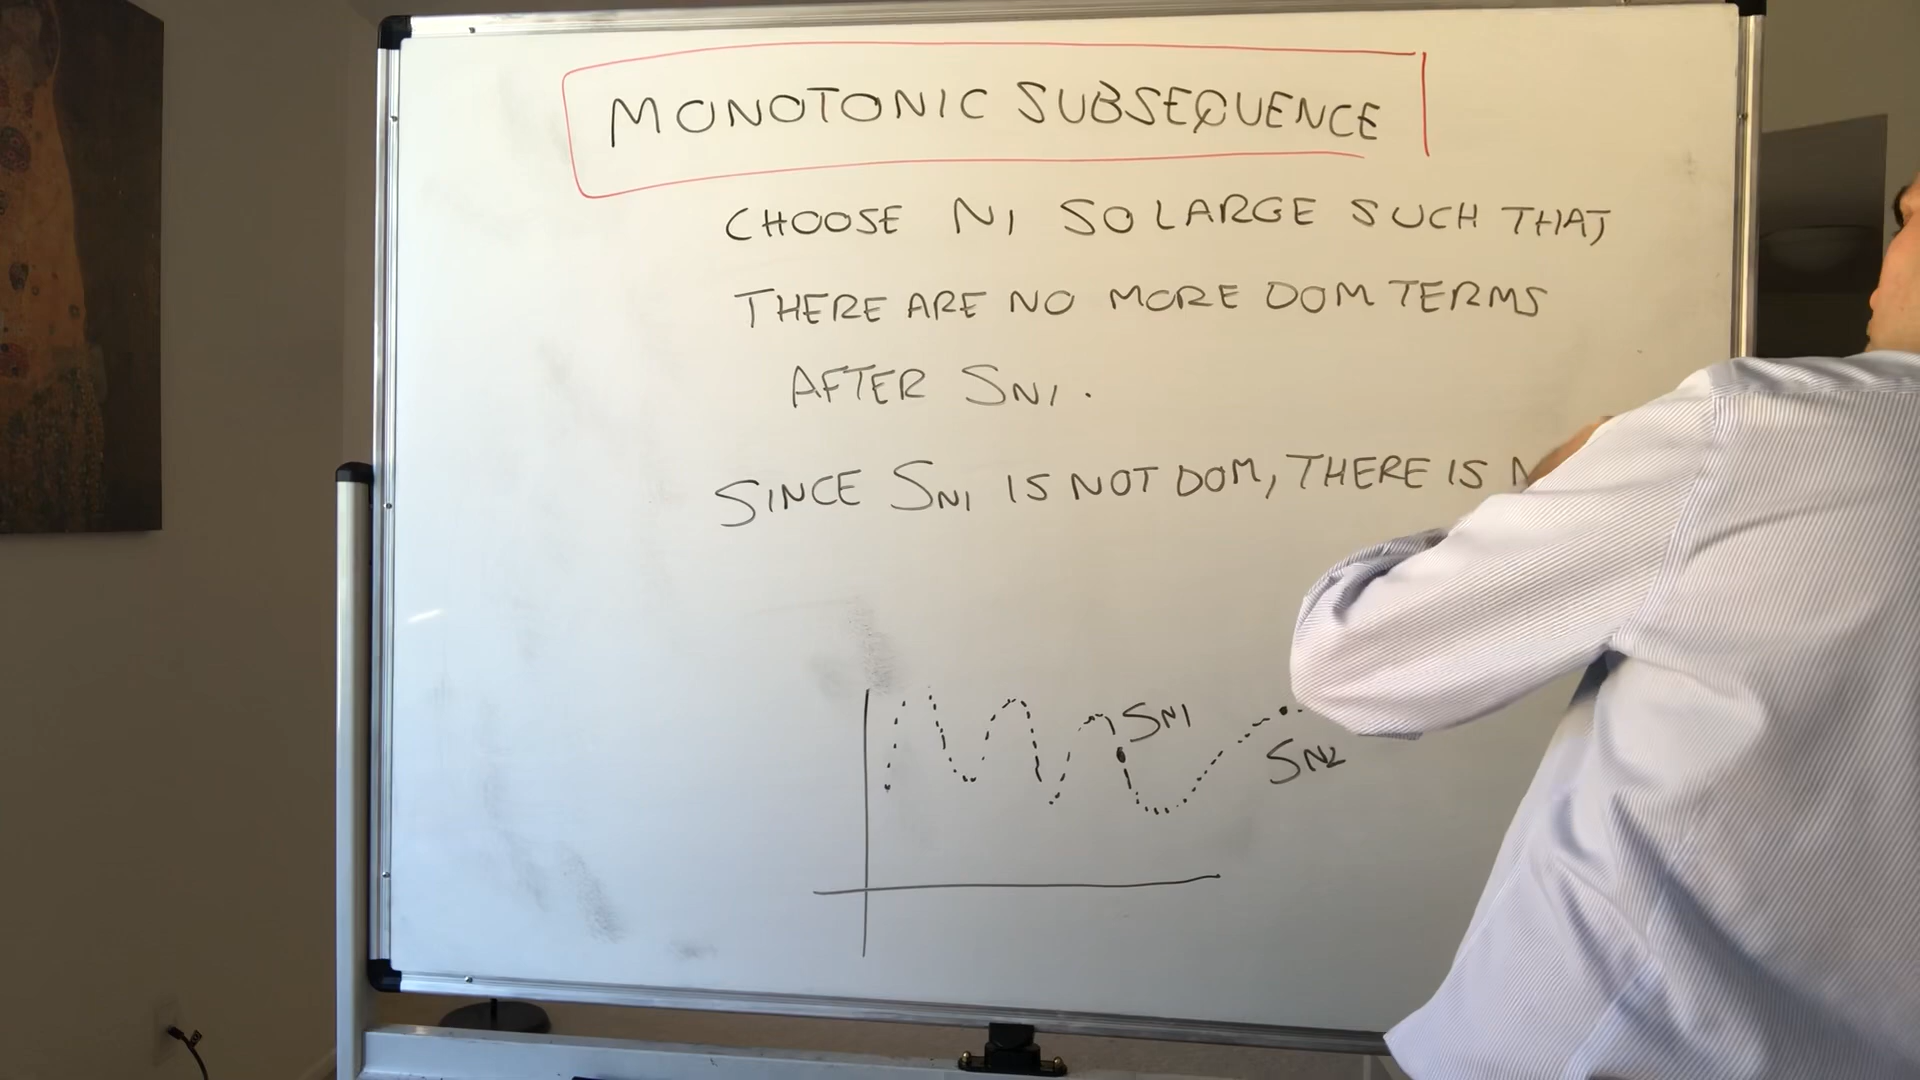 MONOTONIC SUBSEQUENCE
CHOOSE N1 SO LARGE SUCH THAT
THERE ARE NO MORE DOM TERMS
AFTER SN1.
SINCE SN1 IS NOT DOM, THERE IS
SN1
SN2